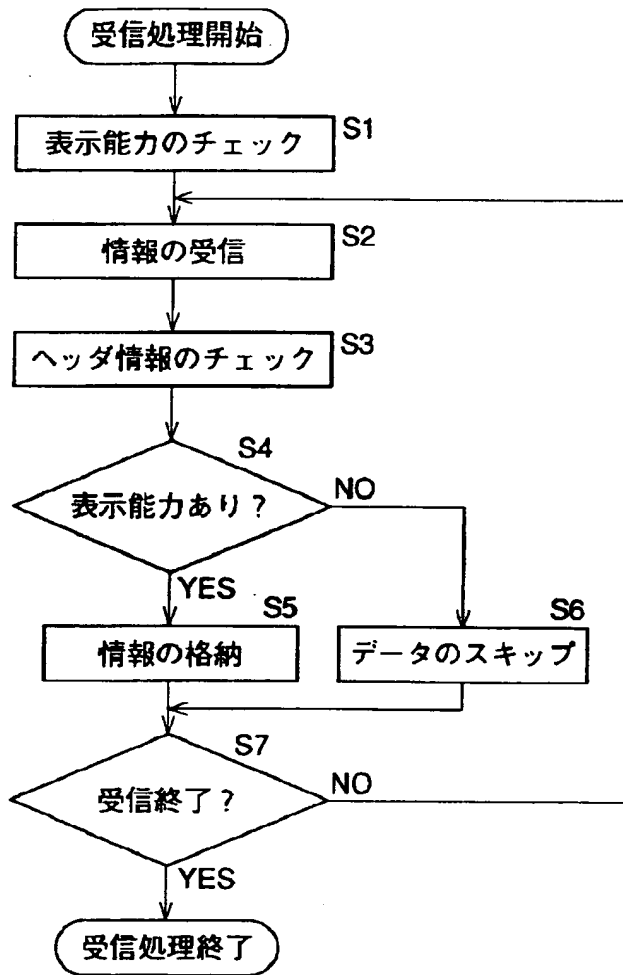 受信処理開始
表示能力のチェック
S1
情報の受信
S2
ヘッダ情報のチェック
S3
S4
表示能力あり?
NO
YES
S5
情報の格納
S6
データのスキップ
S7
受信終了?
NO
YES
受信処理終了